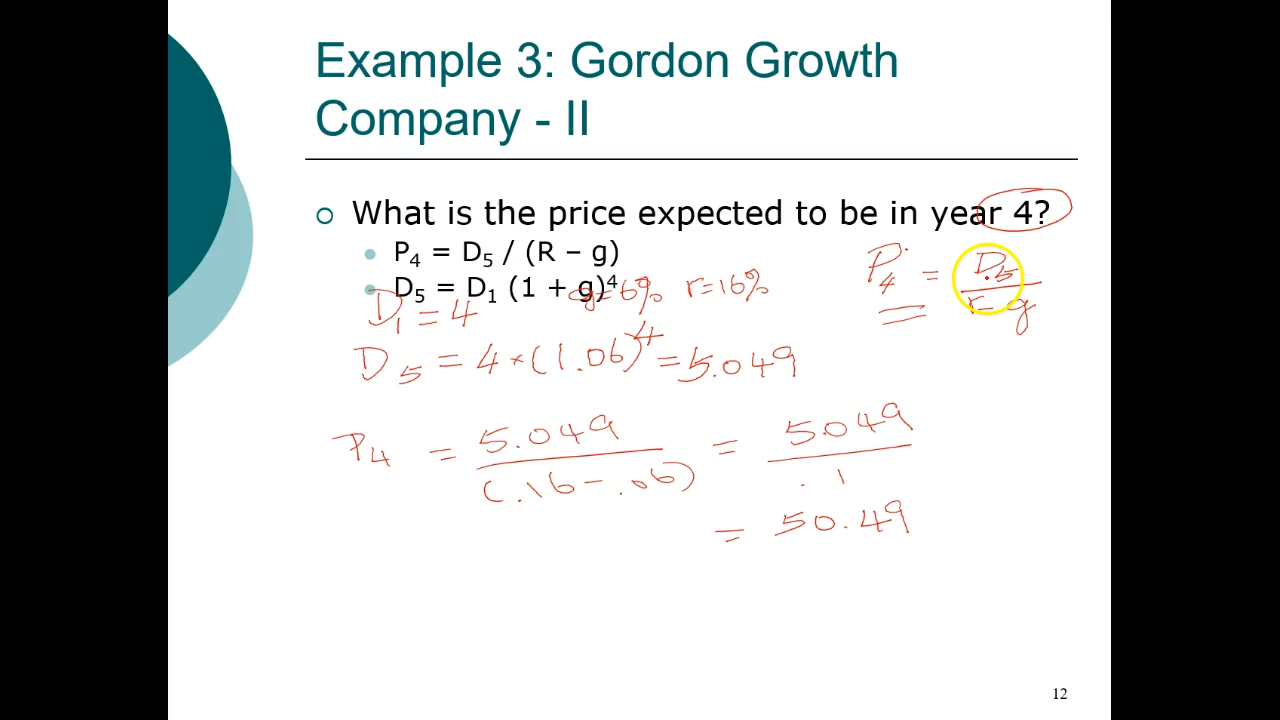 Example 3: Gordon Growth
Company - II
What is the price expected to be in year 4?
P₄ = D₅ / (R – g)
D₅ = D₁ (1 + g)⁴
P₄ = D₅ / r - g
g=6% r=16%
D₁ = 4
D₅ = 4 * (1.06)⁴ = 5.049
P₄ = 5.049 / (.16 - .06) = 5.049 / .1
= 50.49
12